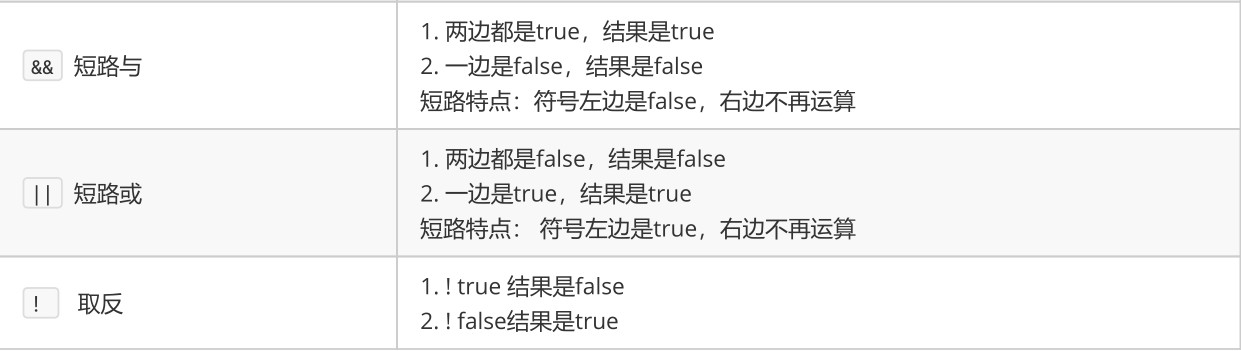 && 短路与
1. 两边都是true，结果是true
2. 一边是false，结果是false
短路特点：符号左边是false，右边不再运算
|| 短路或
1. 两边都是false，结果是false
2. 一边是true，结果是true
短路特点： 符号左边是true，右边不再运算
! 取反
1. ! true 结果是false
2. ! false结果是true